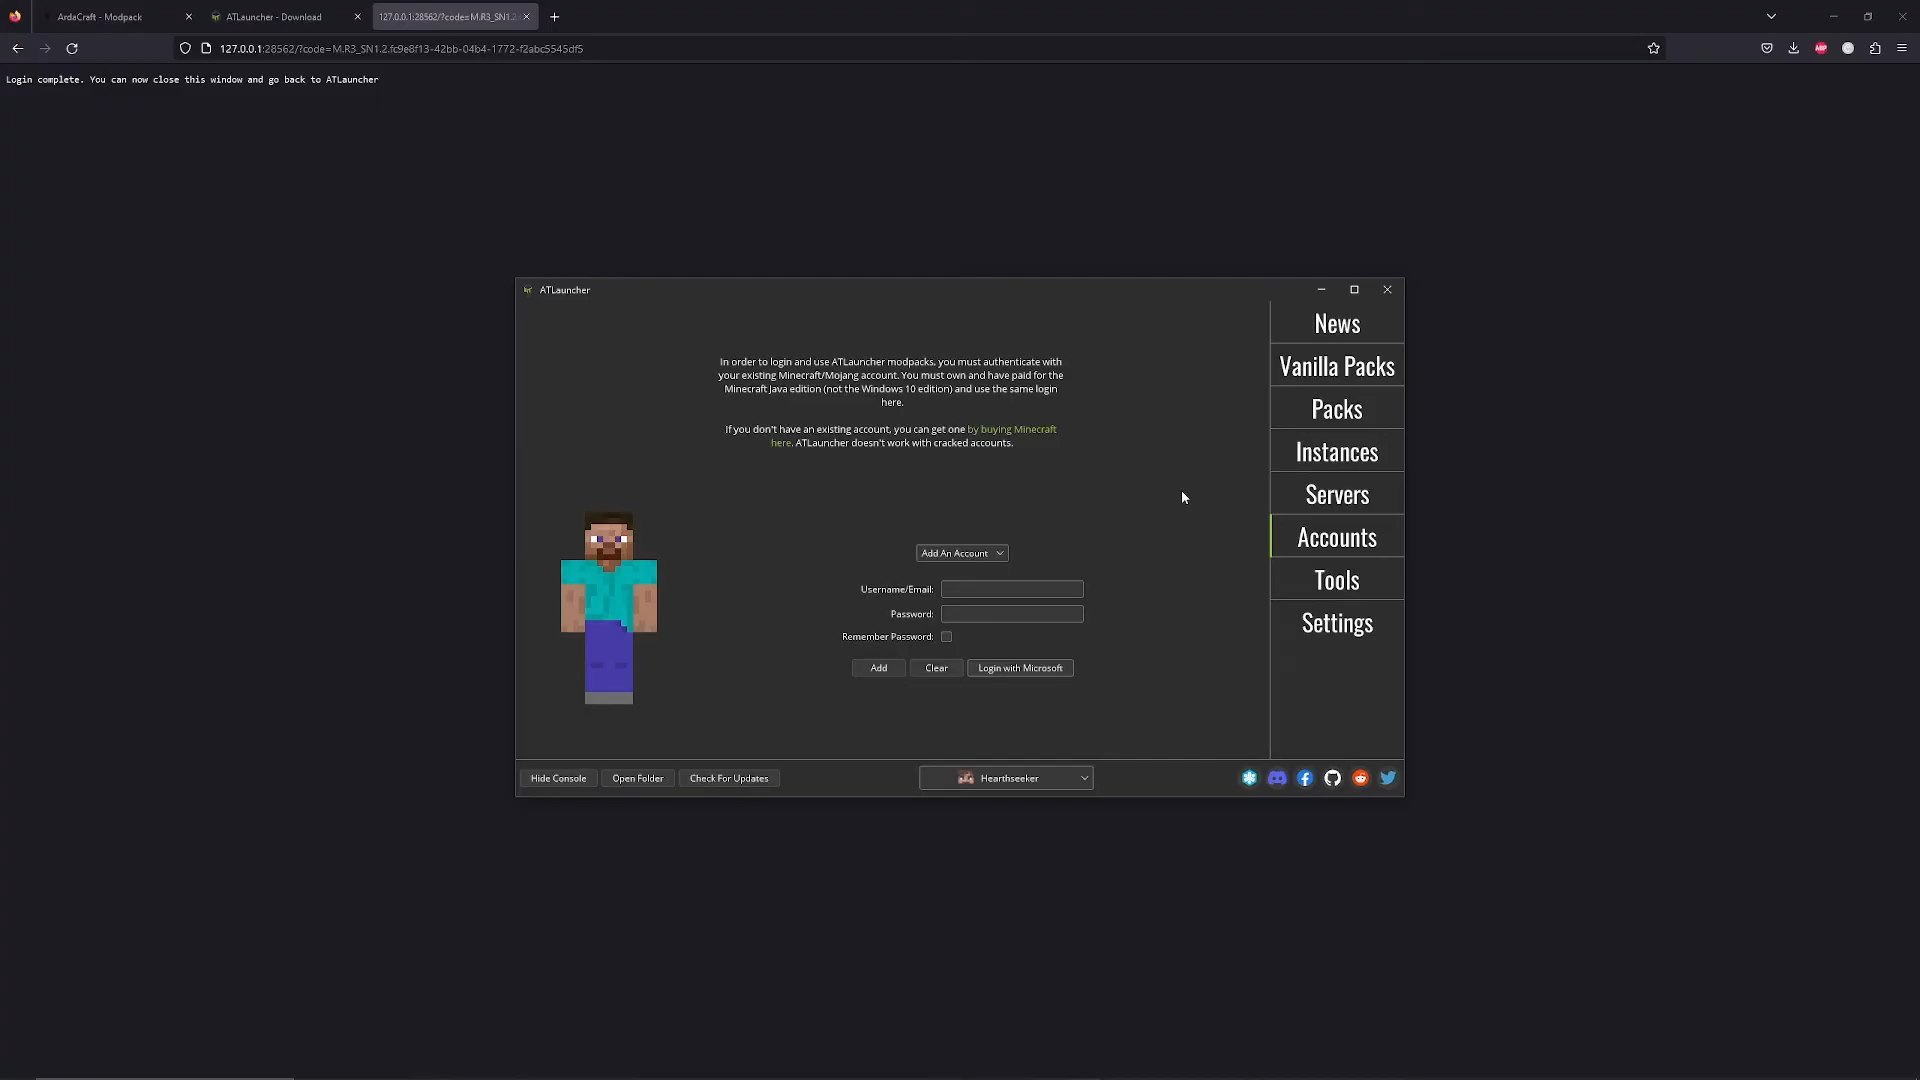 ArdaCraft - Modpack
ATLauncher - Download
127.0.0.1:28562/?code=M.R3_SN1.2.
127.0.0.1:28562/?code=M.R3_SN1.2.fc9e8f13-42bb-04b4-1772-f2abc5545df5
ABP
Login complete. You can now close this window and go back to ATLauncher
ATLauncher
In order to login and use ATLauncher modpacks, you must authenticate with
your existing Minecraft/Mojang account. You must own and have paid for the
Minecraft Java edition (not the Windows 10 edition) and use the same login
here.
If you don't have an existing account, you can get one by buying Minecraft
here. ATLauncher doesn't work with cracked accounts.
Add An Account
Username/Email:
Password:
Remember Password:
Add
Clear
Login with Microsoft
News
Vanilla Packs
Packs
Instances
Servers
Accounts
Tools
Settings
Hide Console
Open Folder
Check For Updates
Hearthseeker